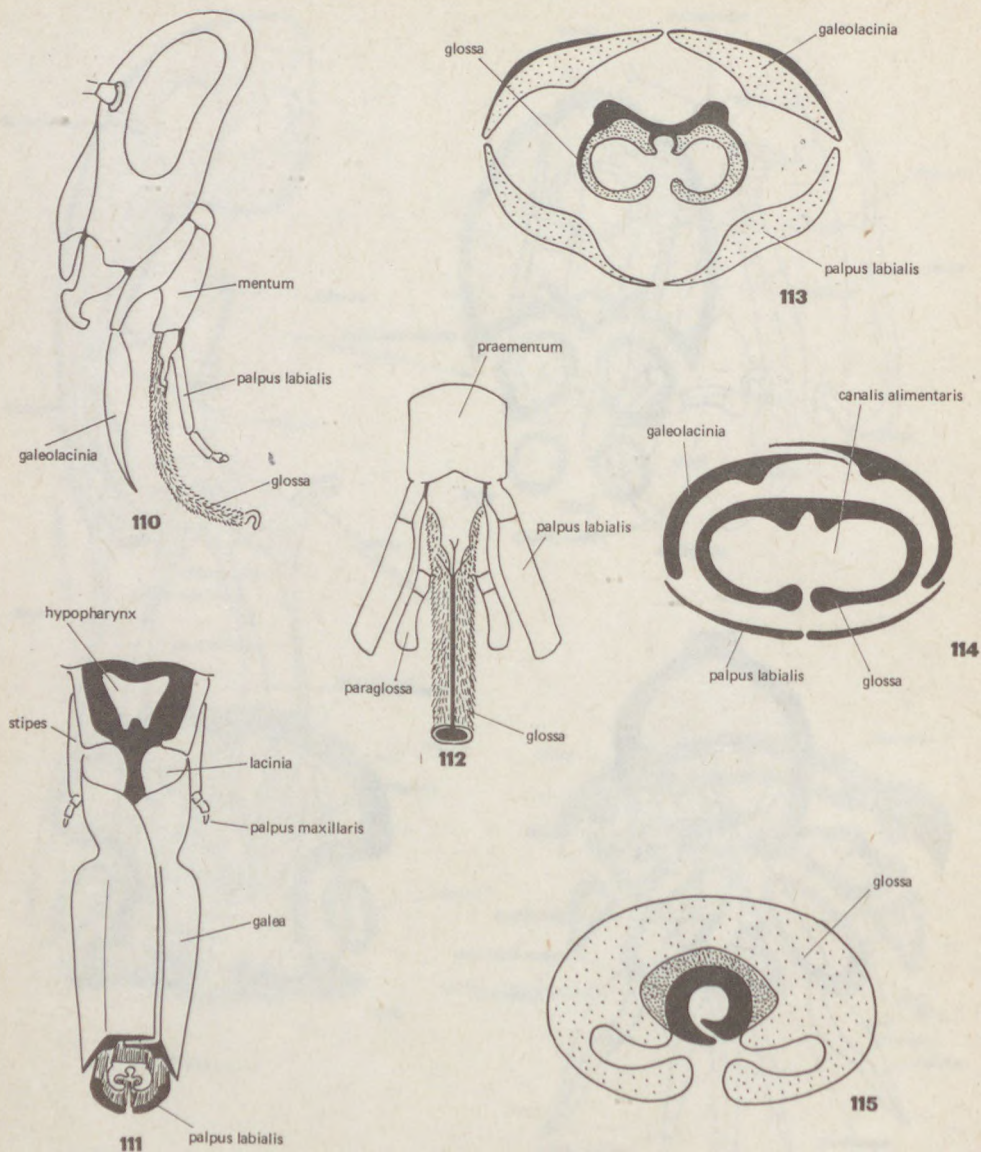 glossa
galeolacinia
palpus labialis
113
mentum
palpus labialis
galeolacinia
glossa
110
praementum
palpus labialis
paraglossa
glossa
112
canalis alimentaris
galeolacinia
palpus labialis
glossa
114
hypopharynx
stipes
lacinia
palpus maxillaris
galea
palpus labialis
111
glossa
115